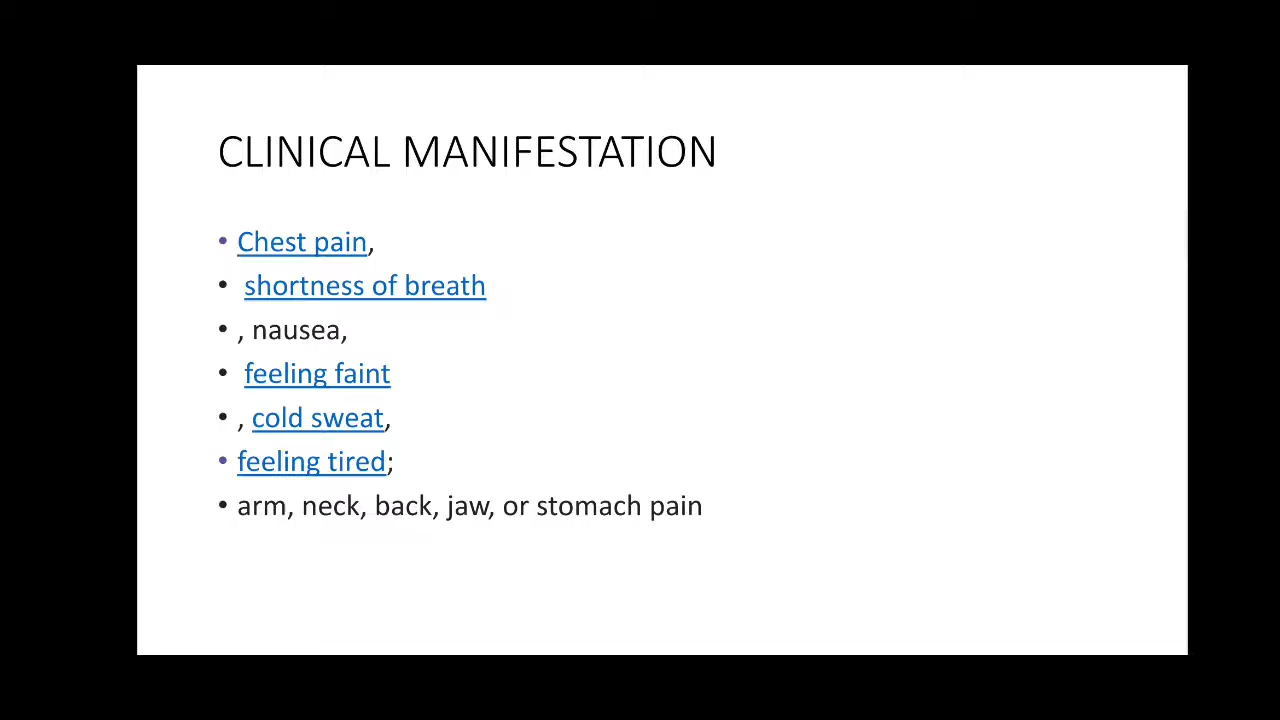 CLINICAL MANIFESTATION
• Chest pain,
• shortness of breath
• , nausea,
• feeling faint
• , cold sweat,
• feeling tired;
• arm, neck, back, jaw, or stomach pain